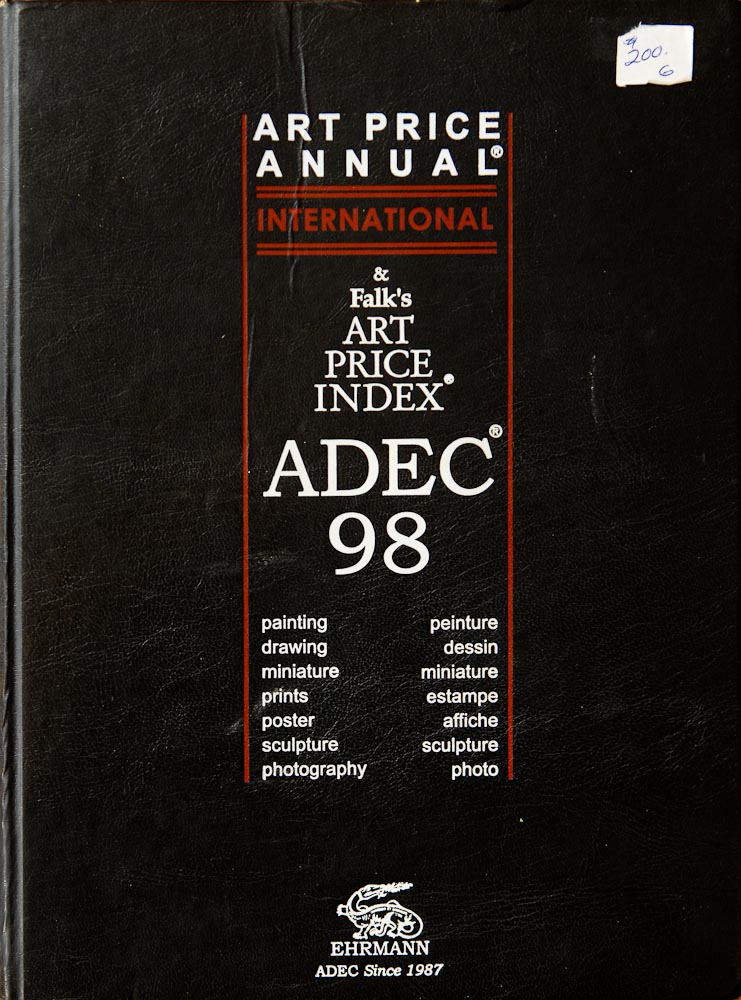 $200.
6
ART PRICE
ANNUAL®
INTERNATIONAL
&
Falk's
ART
PRICE
INDEX®
ADEC®
98
painting peinture
drawing dessin
miniature miniature
prints estampe
poster affiche
sculpture sculpture
photography photo
EHRMANN
ADEC Since 1987